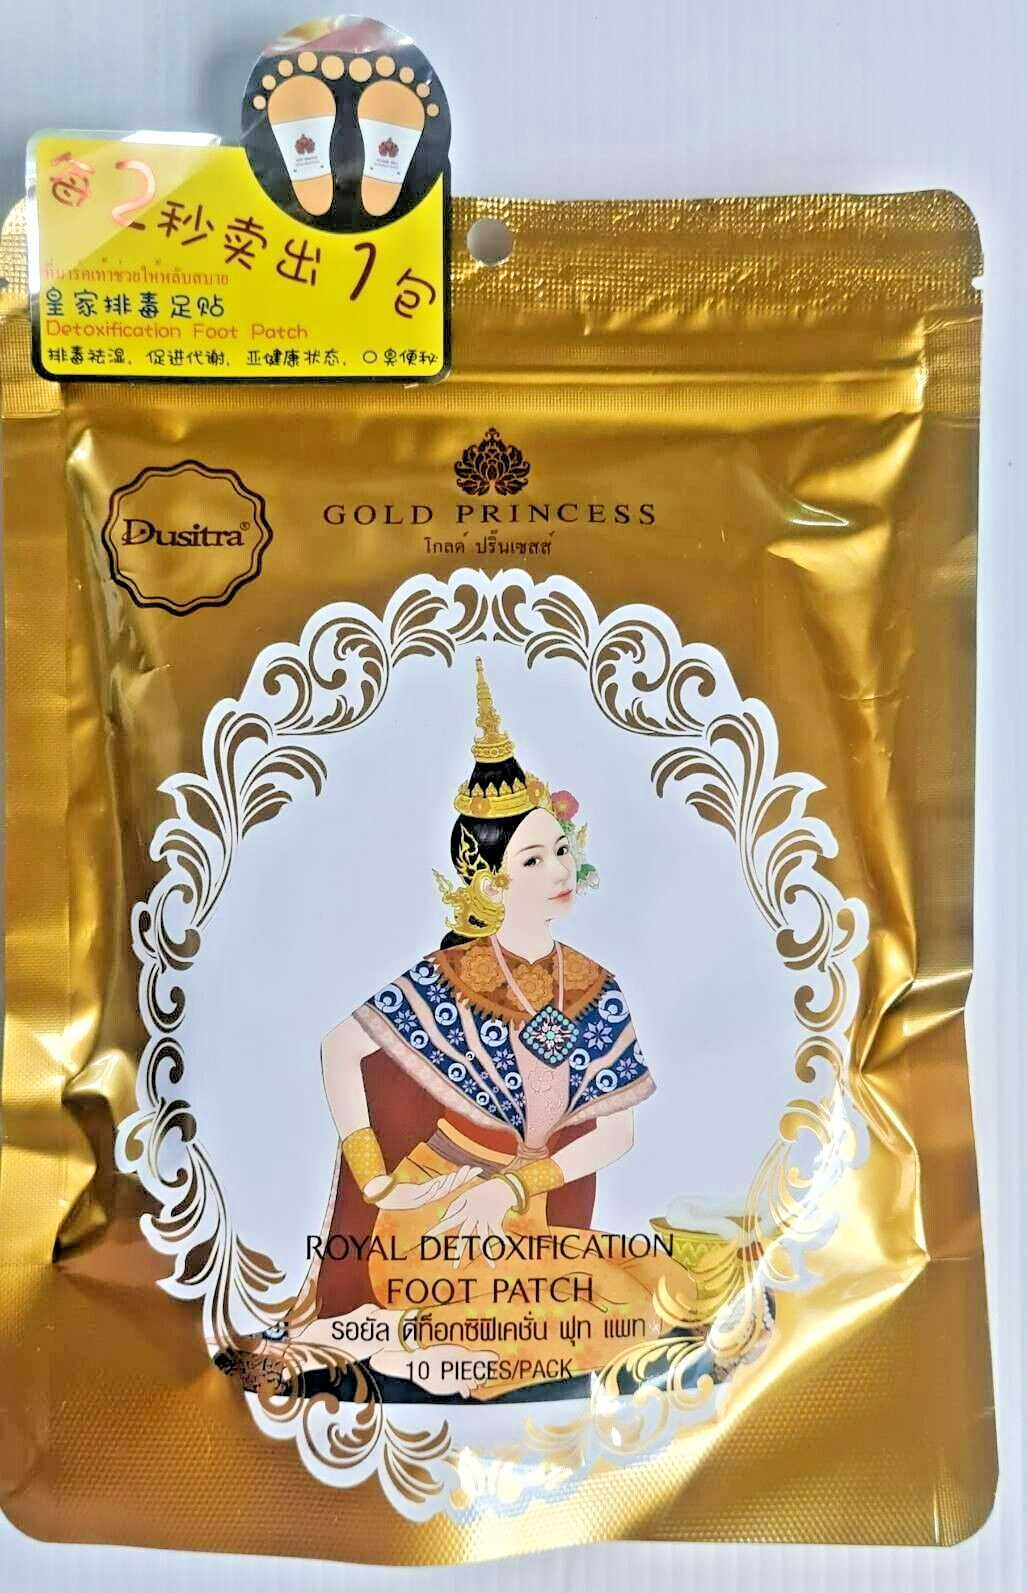 每2秒卖出1包
ที่มาร์คเท้าช่วยให้หลับสบาย
皇家排毒足贴
Detoxification Foot Patch
排毒祛湿, 促进代谢, 亚健康状态, 口臭便秘
Dusitra®
GOLD PRINCESS
โกลด์ ปริ๊นเซสส์
ROYAL DETOXIFICATION
FOOT PATCH
รอยัล ดีท็อกซิฟิเคชั่น ฟุท แพท
10 PIECES/PACK